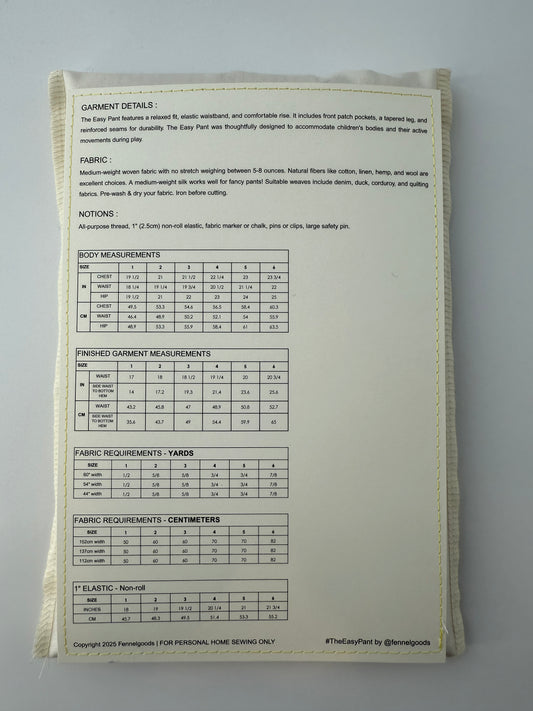 GARMENT DETAILS :
The Easy Pant features a relaxed fit, elastic waistband, and comfortable rise. It includes front patch pockets, a tapered leg, and
reinforced seams for durability. The Easy Pant was thoughtfully designed to accommodate children's bodies and their active
movements during play.
FABRIC :
Medium-weight woven fabric with no stretch weighing between 5-8 ounces. Natural fibers like cotton, linen, hemp, and wool are
excellent choices. A medium-weight silk works well for fancy pants! Suitable weaves include denim, duck, corduroy, and quilting
fabrics. Pre-wash & dry your fabric. Iron before cutting.
NOTIONS :
All-purpose thread, 1" (2.5cm) non-roll elastic, fabric marker or chalk, pins or clips, large safety pin.
BODY MEASUREMENTS
SIZE 1 2 3 4 5 6
IN CHEST 19 1/2 21 21 1/2 22 1/4 23 23 3/4
WAIST 18 1/4 19 1/4 19 3/4 20 1/2 21 1/4 22
HIP 19 1/2 21 22 23 24 25
CM CHEST 49.5 53.3 54.6 56.5 58.4 60.3
WAIST 46.4 48.9 50.2 52.1 54 55.9
HIP 48.9 53.3 55.9 58.4 61 63.5
FINISHED GARMENT MEASUREMENTS
SIZE 1 2 3 4 5 6
IN WAIST 17 18 18 1/2 19 1/4 20 20 3/4
SIDE WAIST TO BOTTOM HEM 14 17.2 19.3 21.4 23.6 25.6
CM WAIST 43.2 45.8 47 48.9 50.8 52.7
SIDE WAIST TO BOTTOM HEM 35.6 43.7 49 54.4 59.9 65
FABRIC REQUIREMENTS - YARDS
SIZE 1 2 3 4 5 6
60" width 1/2 5/8 5/8 3/4 3/4 7/8
54" width 1/2 5/8 5/8 3/4 3/4 7/8
44" width 1/2 5/8 5/8 3/4 3/4 7/8
FABRIC REQUIREMENTS - CENTIMETERS
SIZE 1 2 3 4 5 6
152cm width 50 60 60 70 70 82
137cm width 50 60 60 70 70 82
112cm width 50 60 60 70 70 82
1" ELASTIC - Non-roll
SIZE 1 2 3 4 5 6
INCHES 18 19 19 1/2 20 1/4 21 21 3/4
CM 45.7 48.3 49.5 51.4 53.3 55.2
Copyright 2025 Fennelgoods | FOR PERSONAL HOME SEWING ONLY
#TheEasyPant by @fennelgoods